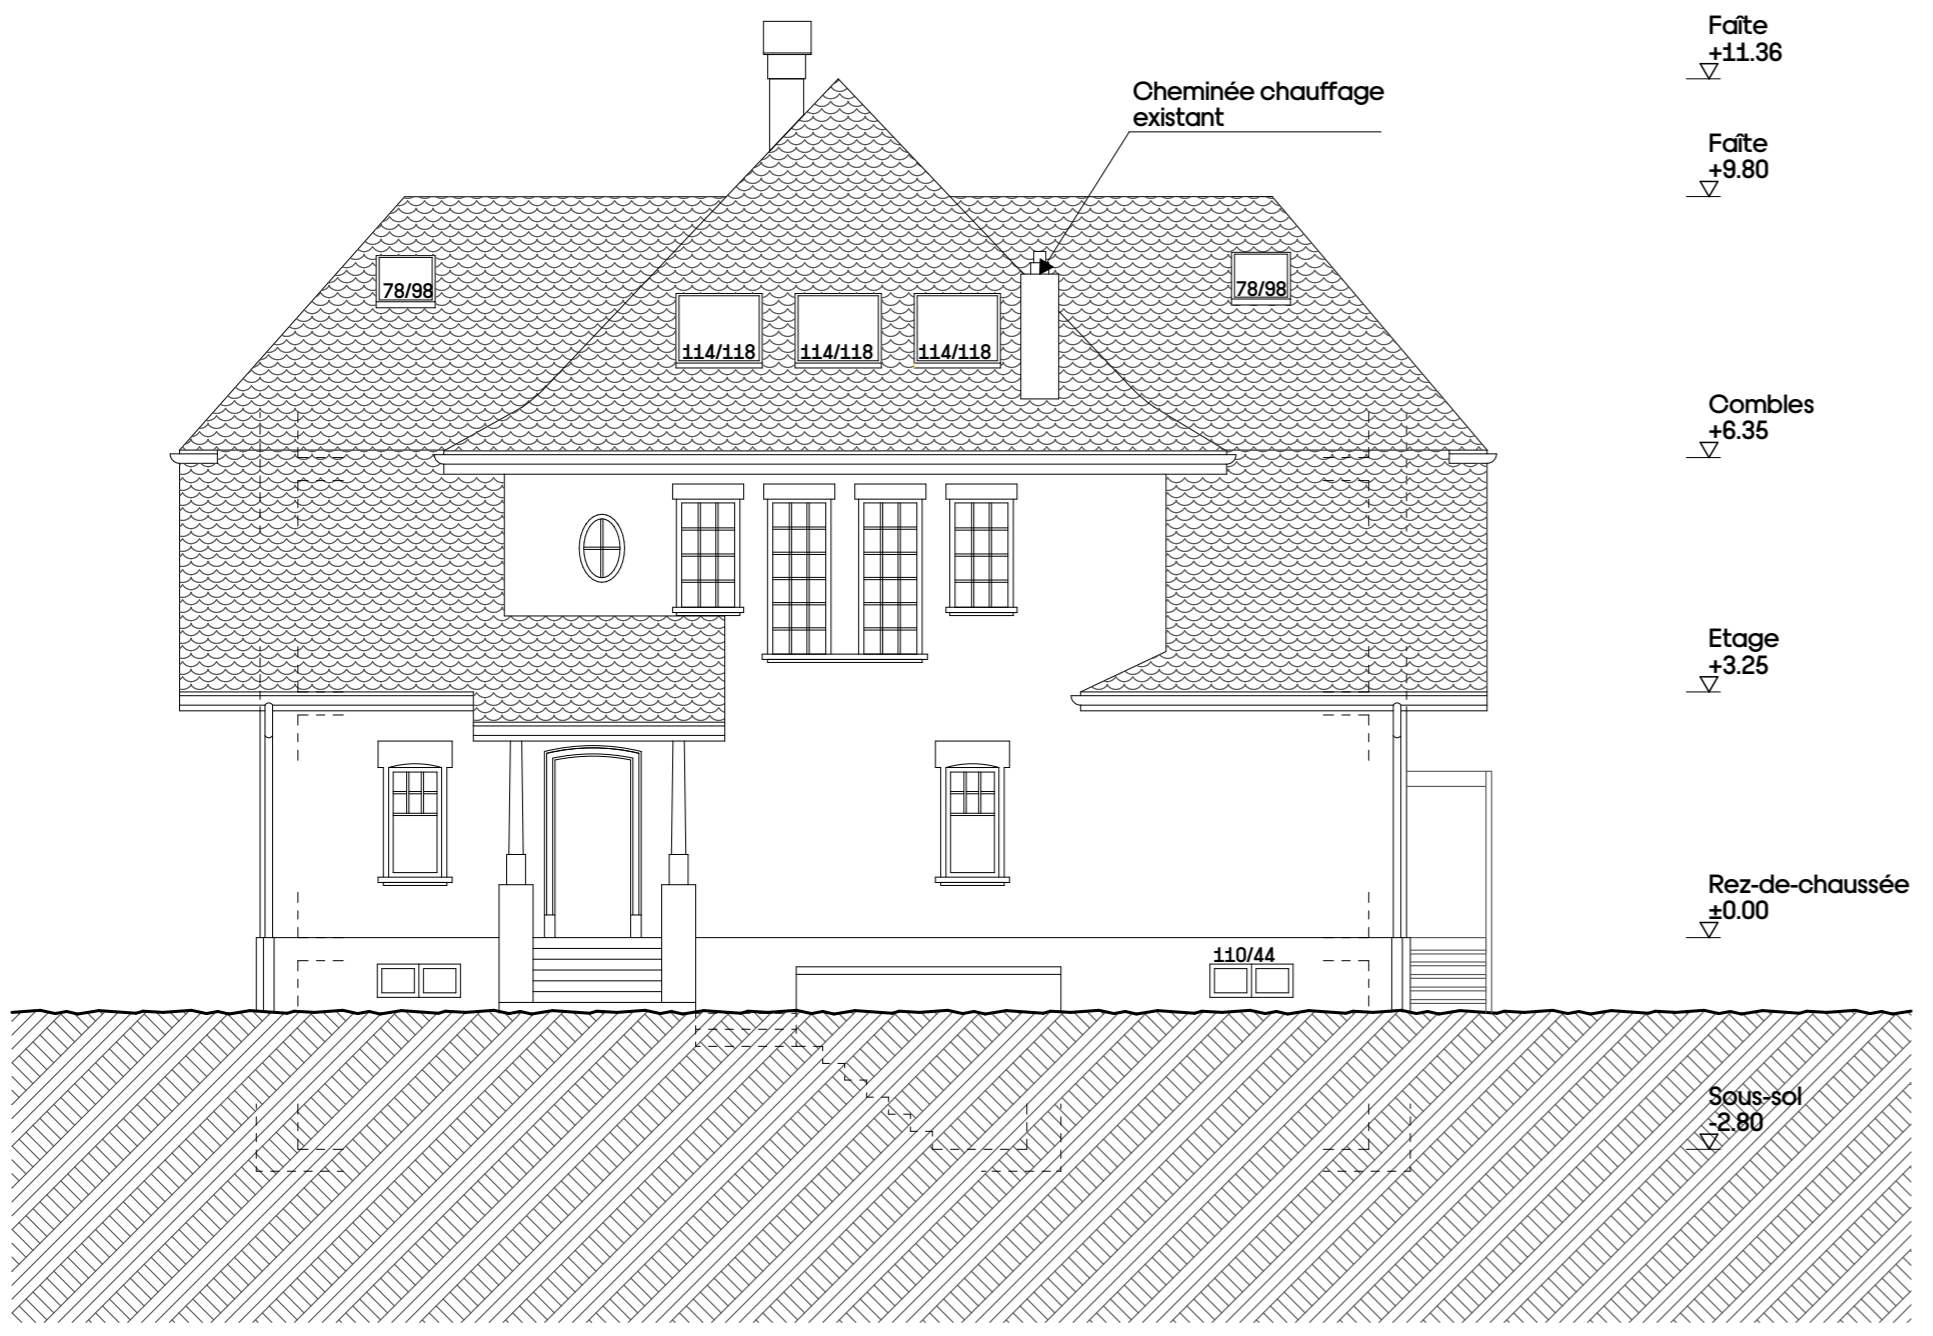 Faîte
+11.36
Cheminée chauffage
existant
Faîte
+9.80
78/98
78/98
114/118
114/118
114/118
Combles
+6.35
Etage
+3.25
Rez-de-chaussée
±0.00
110/44
Sous-sol
-2.80